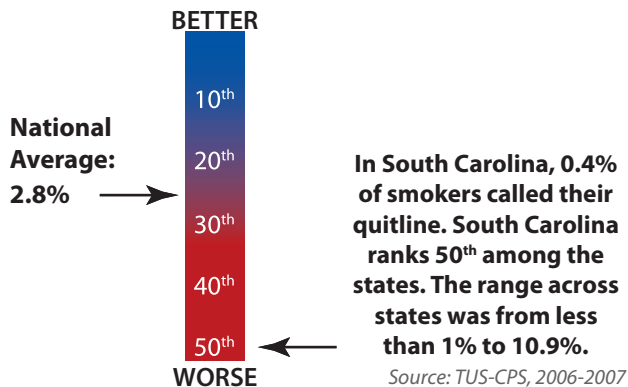 BETTER
10th
National
Average:
2.8%
20th
30th
40th
50th
WORSE
In South Carolina, 0.4%
of smokers called their
quitline. South Carolina
ranks 50th among the
states. The range across
states was from less
than 1% to 10.9%.
Source: TUS-CPS, 2006-2007